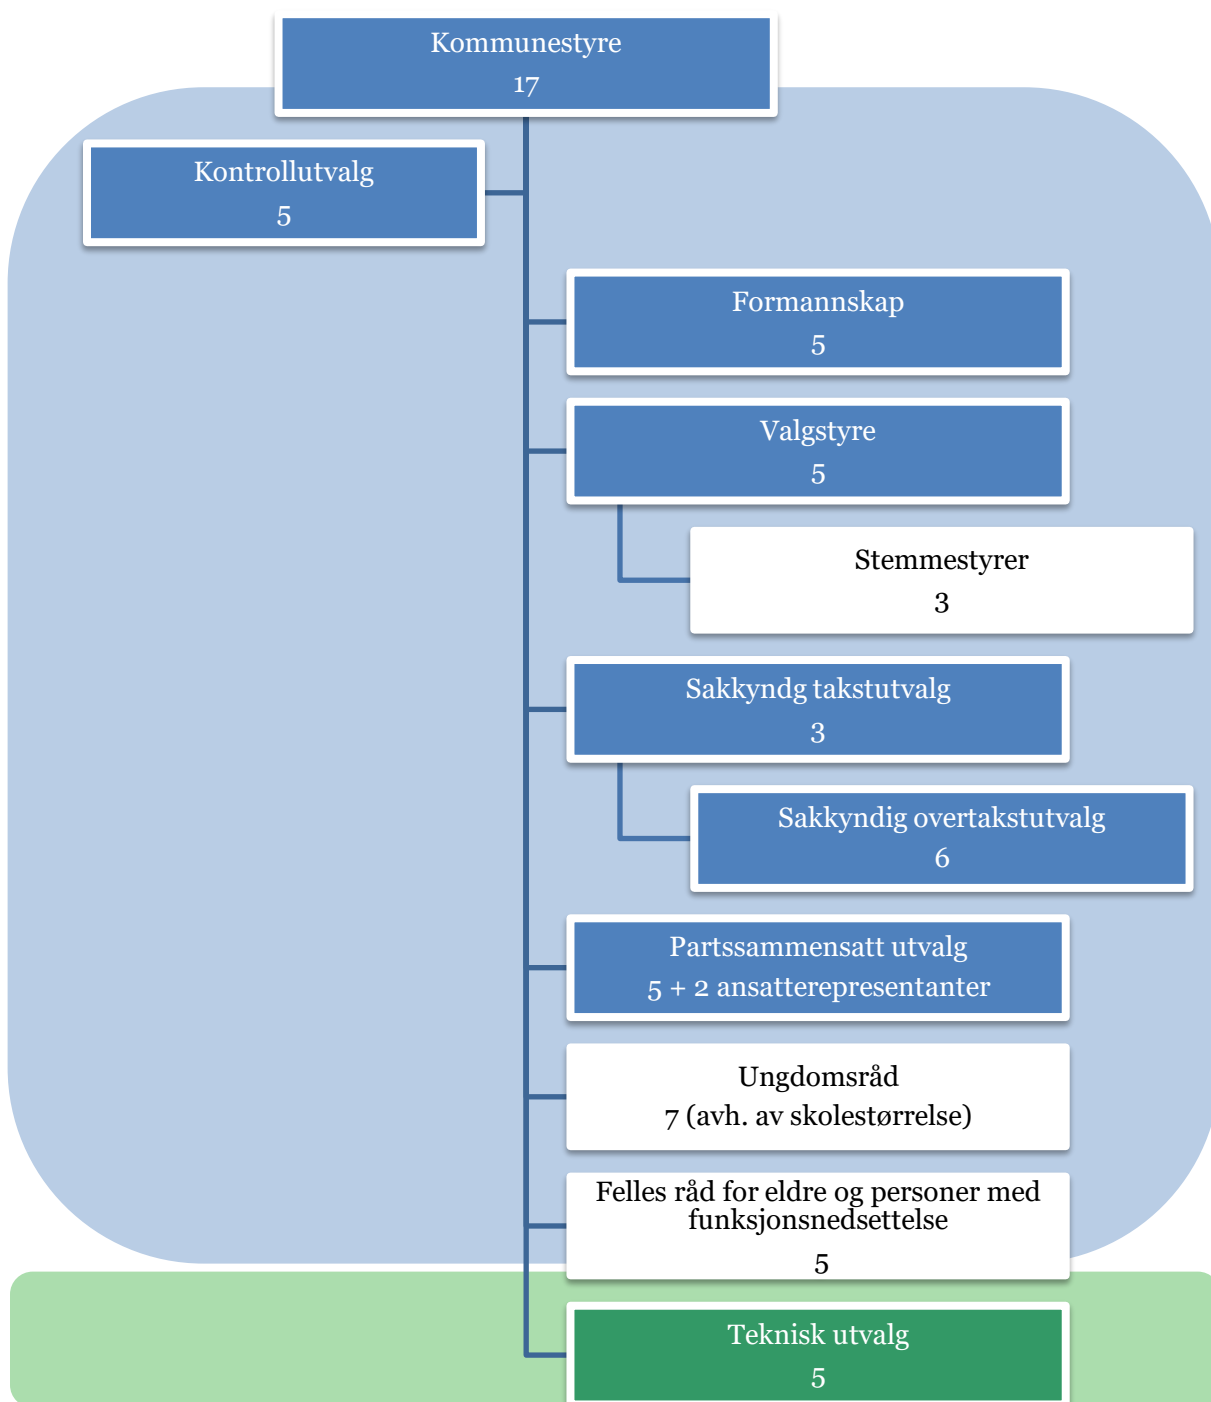 Kommunestyre
17
Kontrollutvalg
5
Formannskap
5
Valgstyre
5
Stemmestyrer
3
Sakkyndg takstutvalg
3
Sakkyndig overtakstutvalg
6
Partssammensatt utvalg
5 + 2 ansatterepresentanter
Ungdomsråd
7 (avh. av skolestørrelse)
Felles råd for eldre og personer med
funksjonsnedsettelse
5
Teknisk utvalg
5